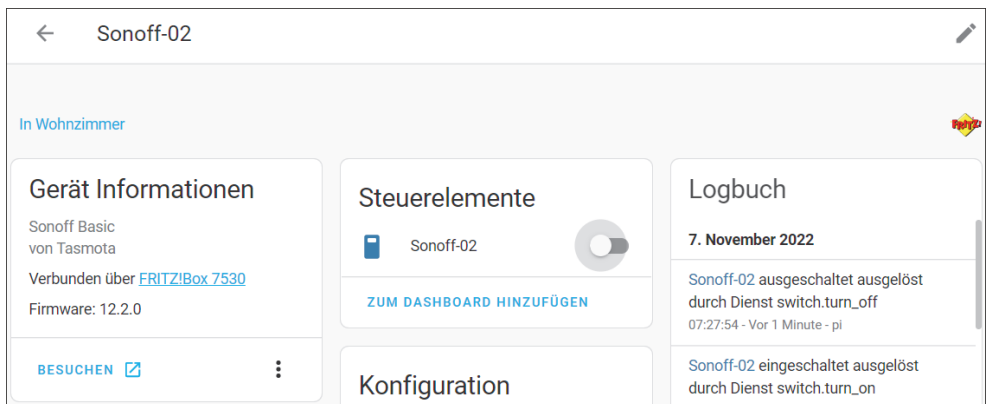 Sonoff-02
In Wohnzimmer
FRITZ!
Gerät Informationen
Sonoff Basic
von Tasmota
Verbunden über FRITZ!Box 7530
Firmware: 12.2.0
BESUCHEN
Steuerelemente
Sonoff-02
ZUM DASHBOARD HINZUFÜGEN
Konfiguration
Logbuch
7. November 2022
Sonoff-02 ausgeschaltet ausgelöst
durch Dienst switch.turn_off
07:27:54 - Vor 1 Minute - pi
Sonoff-02 eingeschaltet ausgelöst
durch Dienst switch.turn_on